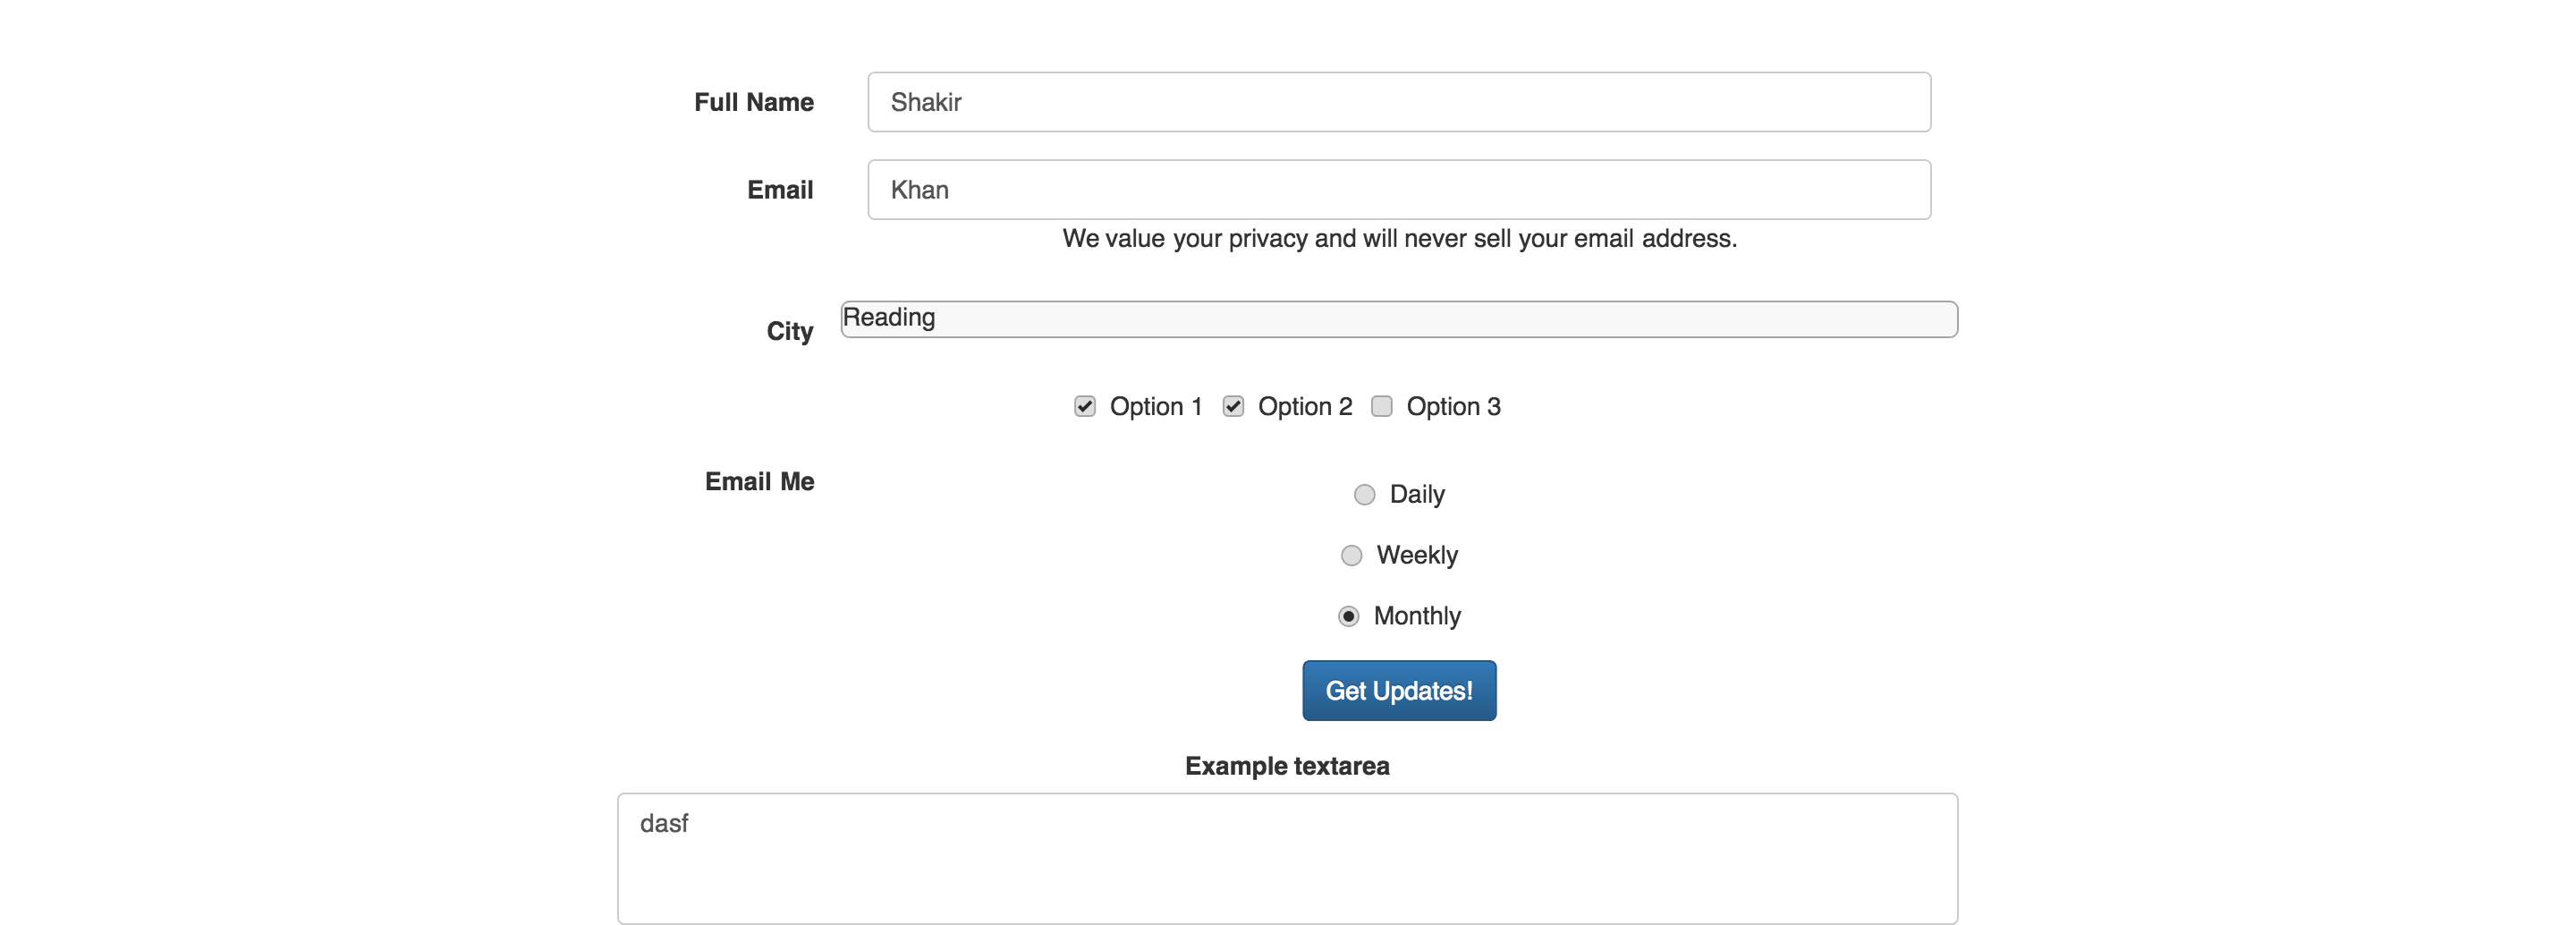 Full Name Shakir
Email Khan
We value your privacy and will never sell your email address.
City Reading
Option 1 Option 2 Option 3
Email Me Daily
Weekly
Monthly
Get Updates!
Example textarea
dasf